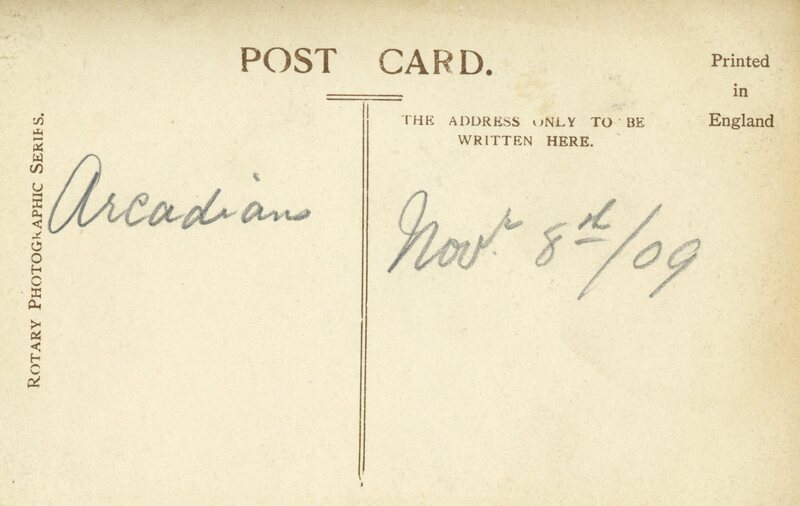 POST CARD.
Printed
in
England
THE ADDRESS ONLY TO BE
WRITTEN HERE.
ROTARY PHOTOGRAPHIC SERIES.
Arcadians
Novr 8th/09